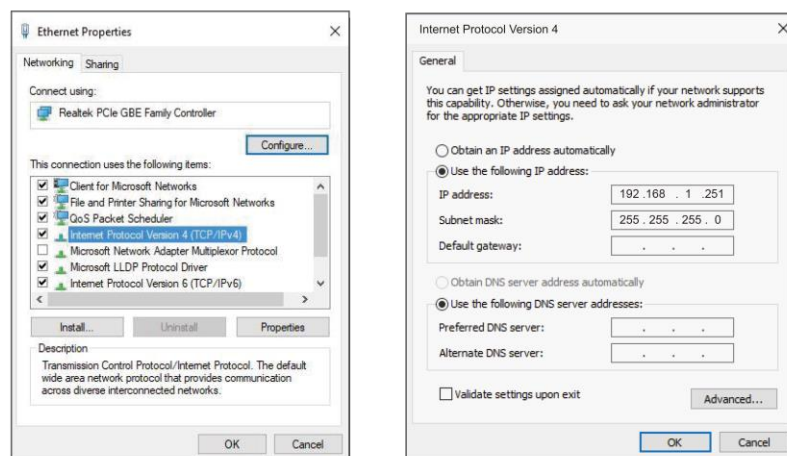 Ethernet Properties
Networking
Sharing
Connect using:
Realtek PCIe GBE Family Controller
Configure...
This connection uses the following items:
Client for Microsoft Networks
File and Printer Sharing for Microsoft Networks
QoS Packet Scheduler
Internet Protocol Version 4 (TCP/IPv4)
Microsoft Network Adapter Multiplexor Protocol
Microsoft LLDP Protocol Driver
Internet Protocol Version 6 (TCP/IPv6)
Install...
Uninstall
Properties
Description
Transmission Control Protocol/Internet Protocol. The default
wide area network protocol that provides communication
across diverse interconnected networks.
OK
Cancel
Internet Protocol Version 4
General
You can get IP settings assigned automatically if your network supports
this capability. Otherwise, you need to ask your network administrator
for the appropriate IP settings.
Obtain an IP address automatically
Use the following IP address:
IP address: 192 .168 . 1 .251
Subnet mask: 255 . 255 . 255 . 0
Default gateway: . . .
Obtain DNS server address automatically
Use the following DNS server addresses:
Preferred DNS server: . . .
Alternate DNS server: . . .
Validate settings upon exit
Advanced...
OK
Cancel